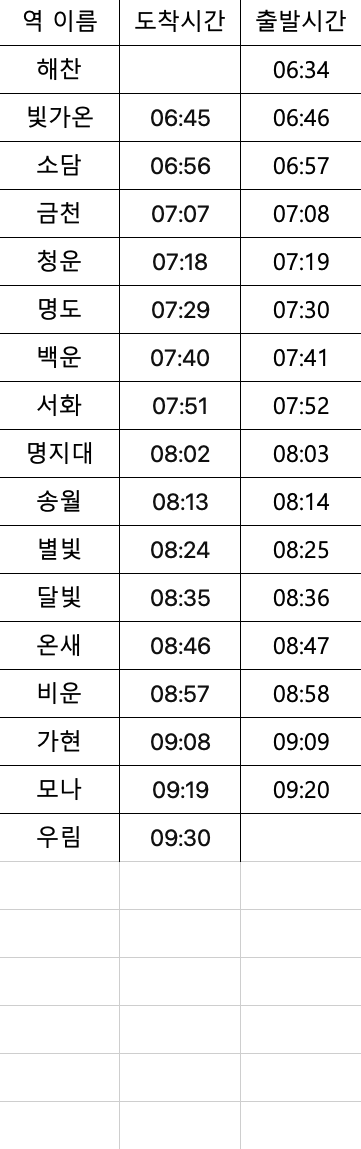 역 이름 도착시간 출발시간
해찬 06:34
빛가온 06:45 06:46
소담 06:56 06:57
금천 07:07 07:08
청운 07:18 07:19
명도 07:29 07:30
백운 07:40 07:41
서화 07:51 07:52
명지대 08:02 08:03
송월 08:13 08:14
별빛 08:24 08:25
달빛 08:35 08:36
온새 08:46 08:47
비운 08:57 08:58
가현 09:08 09:09
모나 09:19 09:20
우림 09:30